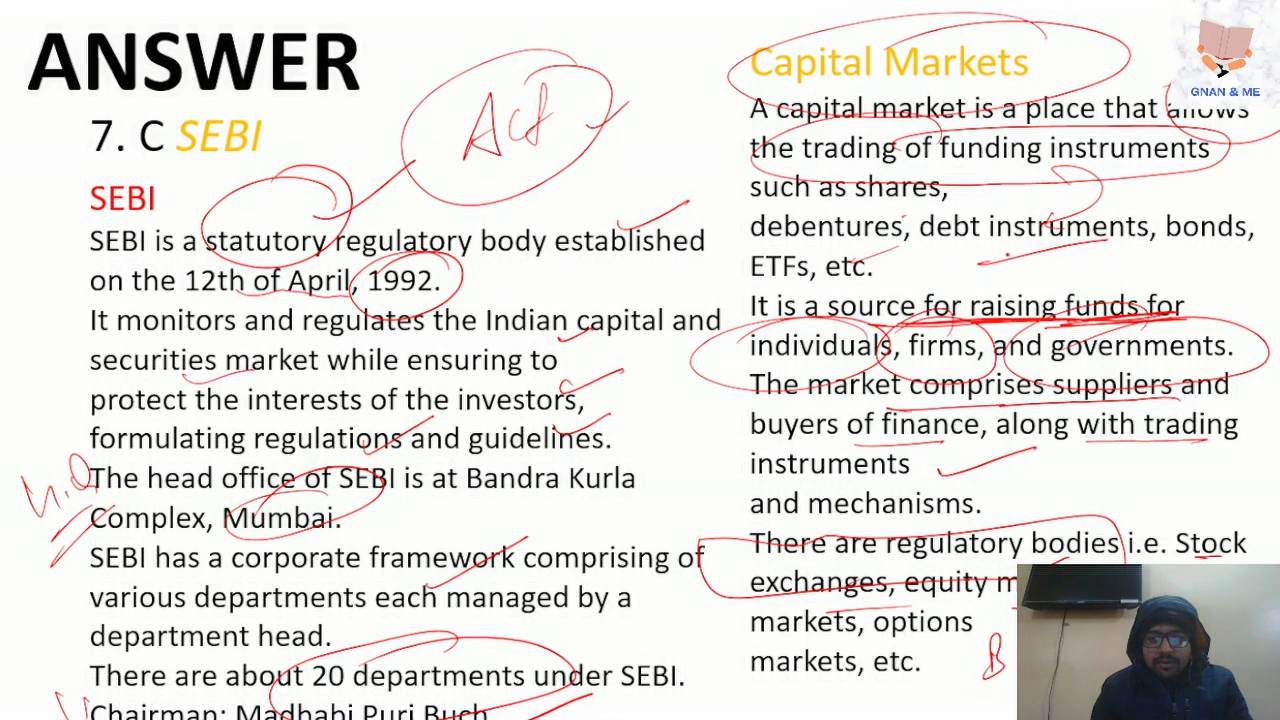 ANSWER
7. C SEBI
Act
SEBI
SEBI is a statutory regulatory body established
on the 12th of April, 1992.
It monitors and regulates the Indian capital and
securities market while ensuring to
protect the interests of the investors,
formulating regulations and guidelines.
H.O
The head office of SEBI is at Bandra Kurla
Complex, Mumbai.
SEBI has a corporate framework comprising of
various departments each managed by a
department head.
There are about 20 departments under SEBI.
Chairman: Madhabi Puri Buch
Capital Markets
A capital market is a place that allows
the trading of funding instruments
such as shares,
debentures, debt instruments, bonds,
ETFs, etc.
It is a source for raising funds for
individuals, firms, and governments.
The market comprises suppliers and
buyers of finance, along with trading
instruments
and mechanisms.
There are regulatory bodies i.e. Stock
exchanges, equity
markets, options
markets, etc.
B
GNAN & ME